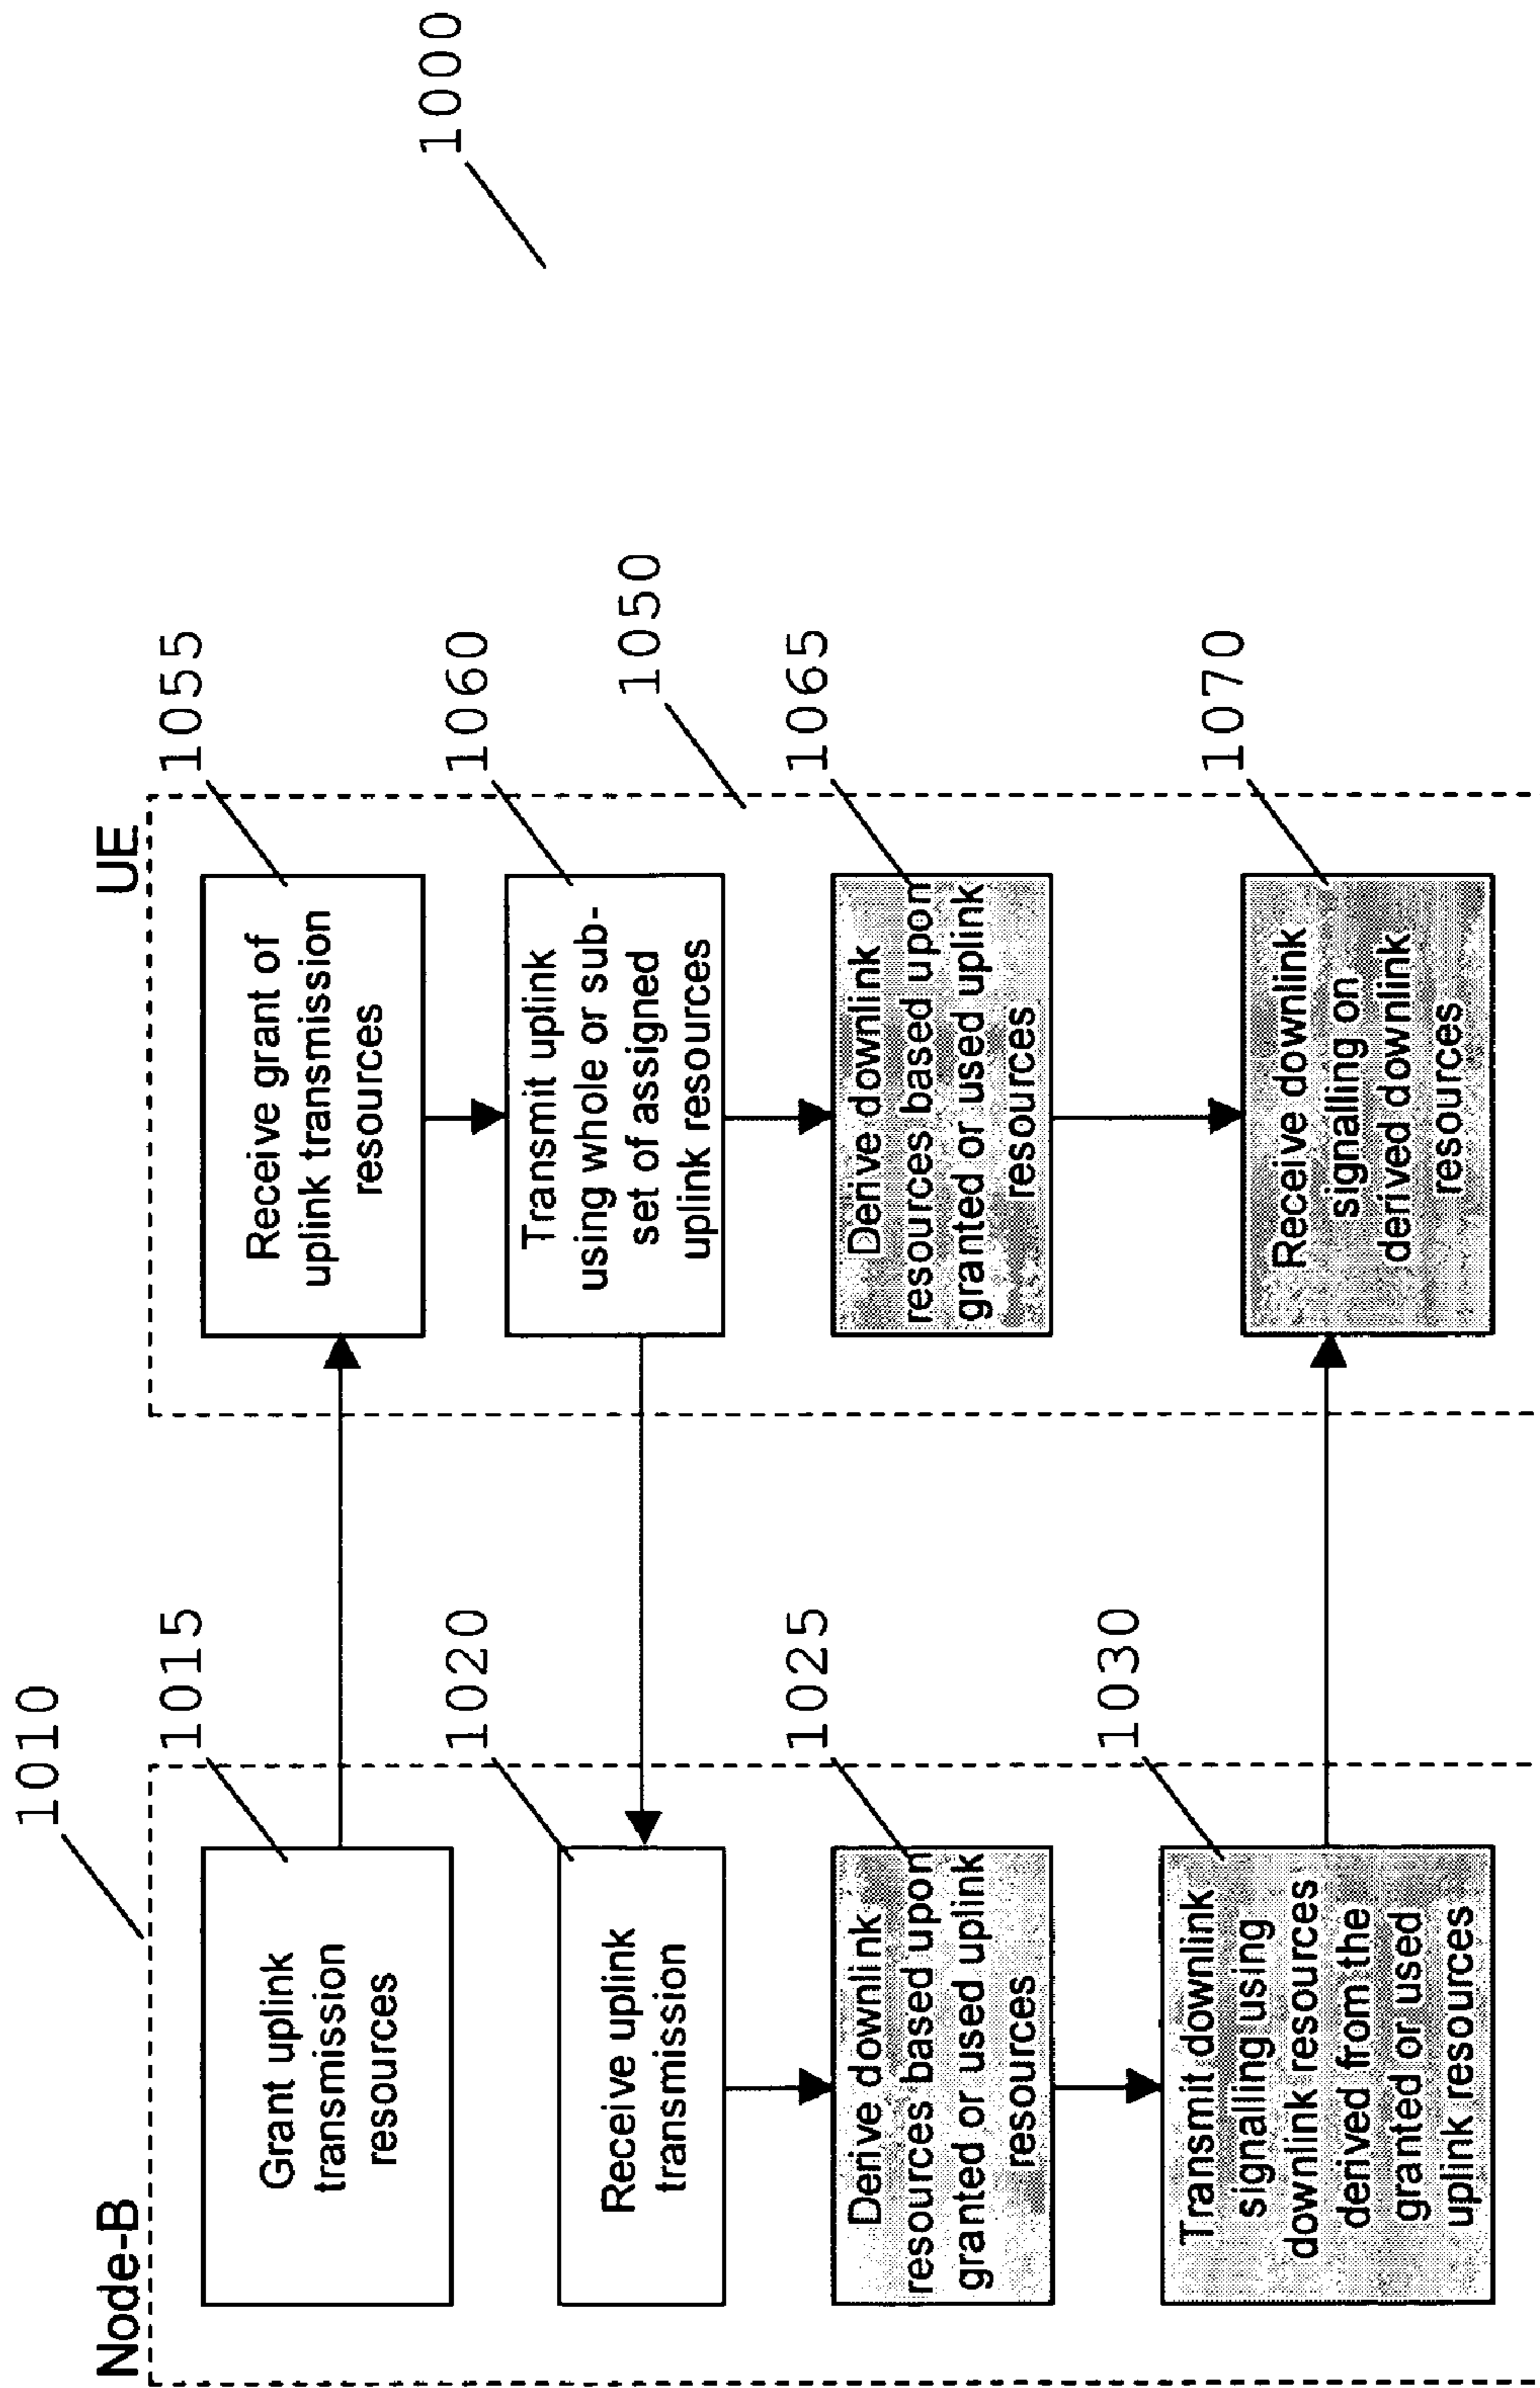 1000
1010
Node-B
1015
Grant uplink
transmission
resources
1020
Receive uplink
transmission
1025
Derive downlink
resources based upon
granted or used uplink
resources
1030
Transmit downlink
signalling using
downlink resources
derived from the
granted or used
uplink resources
UE
1055
Receive grant of
uplink transmission
resources
1060
Transmit uplink
using whole or sub-
set of assigned
uplink resources
1050
1065
Derive downlink
resources based upon
granted or used uplink
resources
1070
Receive downlink
signalling on
derived downlink
resources